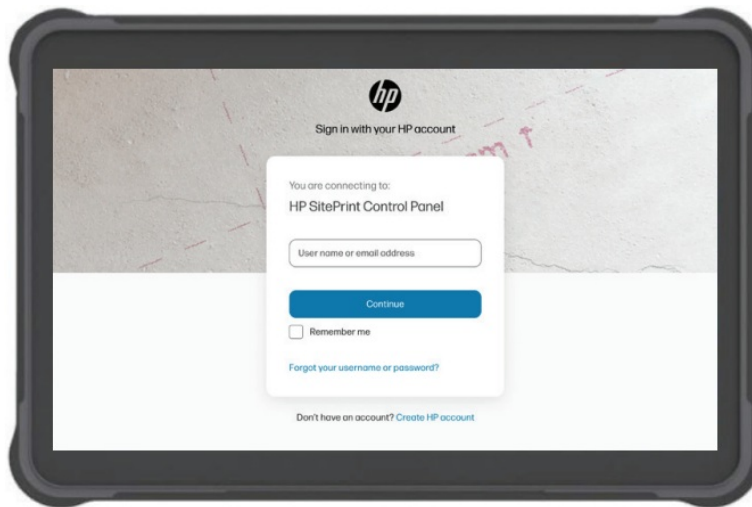 hp
Sign in with your HP account
You are connecting to:
HP SitePrint Control Panel
User name or email address
Continue
Remember me
Forgot your username or password?
Don't have an account? Create HP account